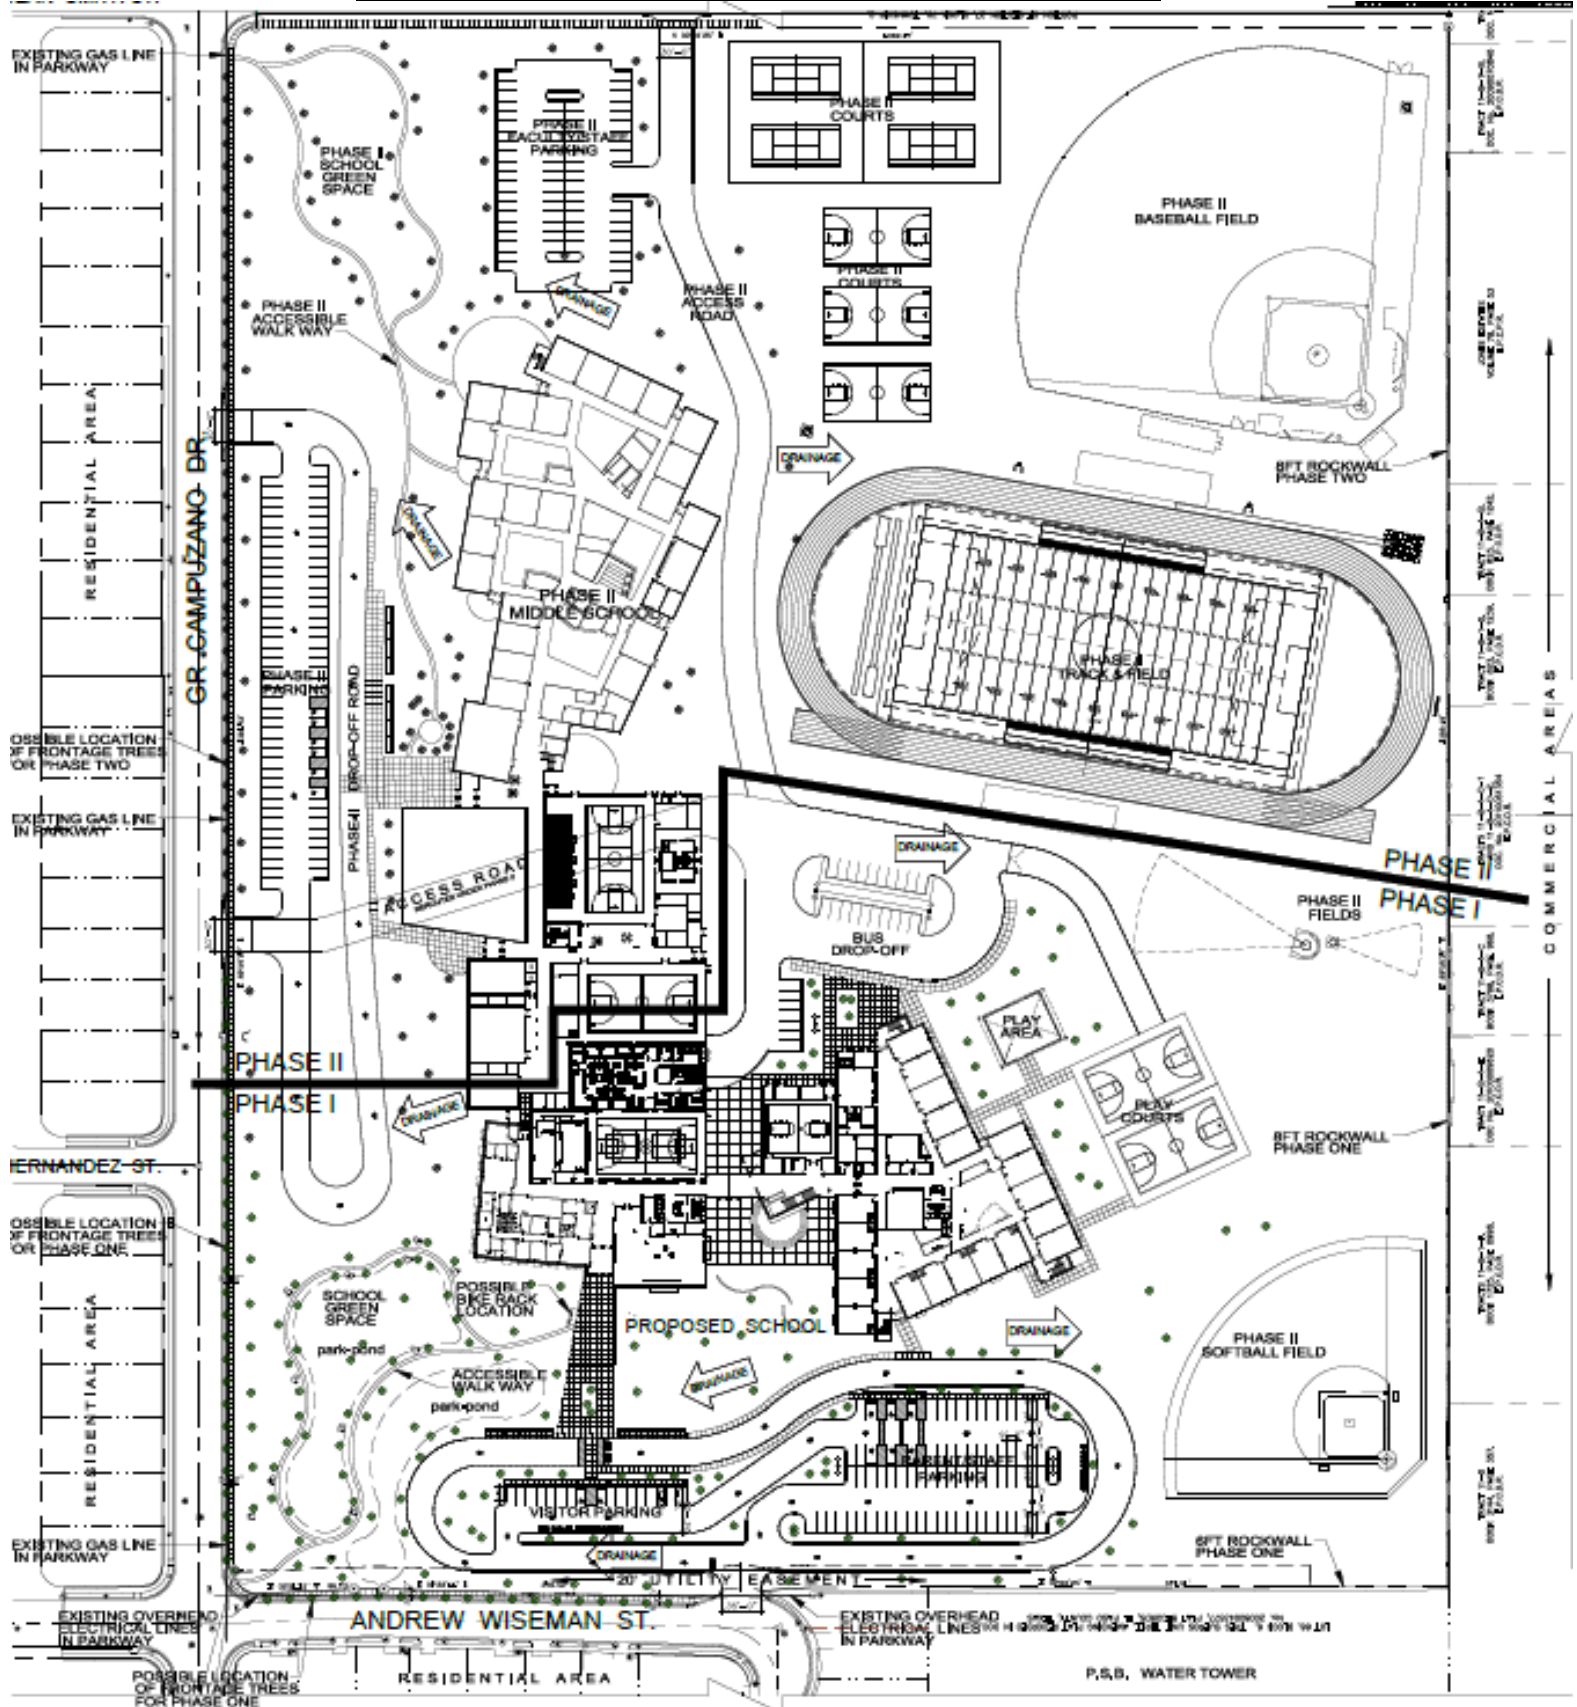 EXISTING GAS LINE
IN PARKWAY
PHASE II
SCHOOL
GREEN
SPACE
PHASE II
FACULTY/STAFF
PARKING
PHASE II
COURTS
PHASE II
BASEBALL FIELD
PHASE II
COURTS
PHASE II
ACCESS
ROAD
DRAINAGE
PHASE II
ACCESSIBLE
WALK WAY
RESIDENTIAL AREA
GR. CAMPUZANO DR.
DRAINAGE
8FT ROCKWALL
PHASE TWO
DRAINAGE
PHASE II
MIDDLE SCHOOL
PHASE II
TRACK & FIELD
PHASE II
PARKING
PHASE II DROP-OFF ROAD
OSSIBLE LOCATION
OF FRONTAGE TREES
OR PHASE TWO
EXISTING GAS LINE
IN PARKWAY
COMMERCIAL AREAS
ACCESS ROAD
DRAINAGE
PHASE II
PHASE I
PHASE II
FIELDS
BUS
DROP-OFF
PLAY
AREA
PHASE II
PHASE I
DRAINAGE
PLAY
COURTS
8FT ROCKWALL
PHASE ONE
HERNANDEZ ST.
OSSIBLE LOCATION
OF FRONTAGE TREES
OR PHASE ONE
SCHOOL
GREEN
SPACE
park-pond
POSSIBLE
BIKE RACK
LOCATION
PROPOSED SCHOOL
DRAINAGE
PHASE II
SOFTBALL FIELD
ACCESSIBLE
WALK WAY
park-pond
DRAINAGE
RESIDENTIAL AREA
PARENT/STAFF
PARKING
VISITOR PARKING
EXISTING GAS LINE
IN PARKWAY
DRAINAGE
6FT ROCKWALL
PHASE ONE
20' UTILITY EASEMENT
EXISTING OVERHEAD
ELECTRICAL LINES
IN PARKWAY
ANDREW WISEMAN ST.
EXISTING OVERHEAD
ELECTRICAL LINES
IN PARKWAY
POSSIBLE LOCATION
OF FRONTAGE TREES
FOR PHASE ONE
RESIDENTIAL AREA
P.S.B. WATER TOWER